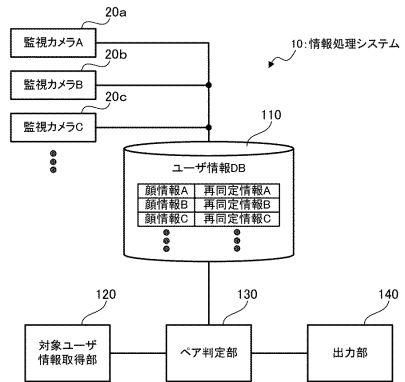 20a
監視カメラA
20b
監視カメラB
20c
監視カメラC
10:情報処理システム
110
ユーザ情報DB
顔情報A 再同定情報A
顔情報B 再同定情報B
顔情報C 再同定情報C
120
対象ユーザ
情報取得部
130
ペア判定部
140
出力部